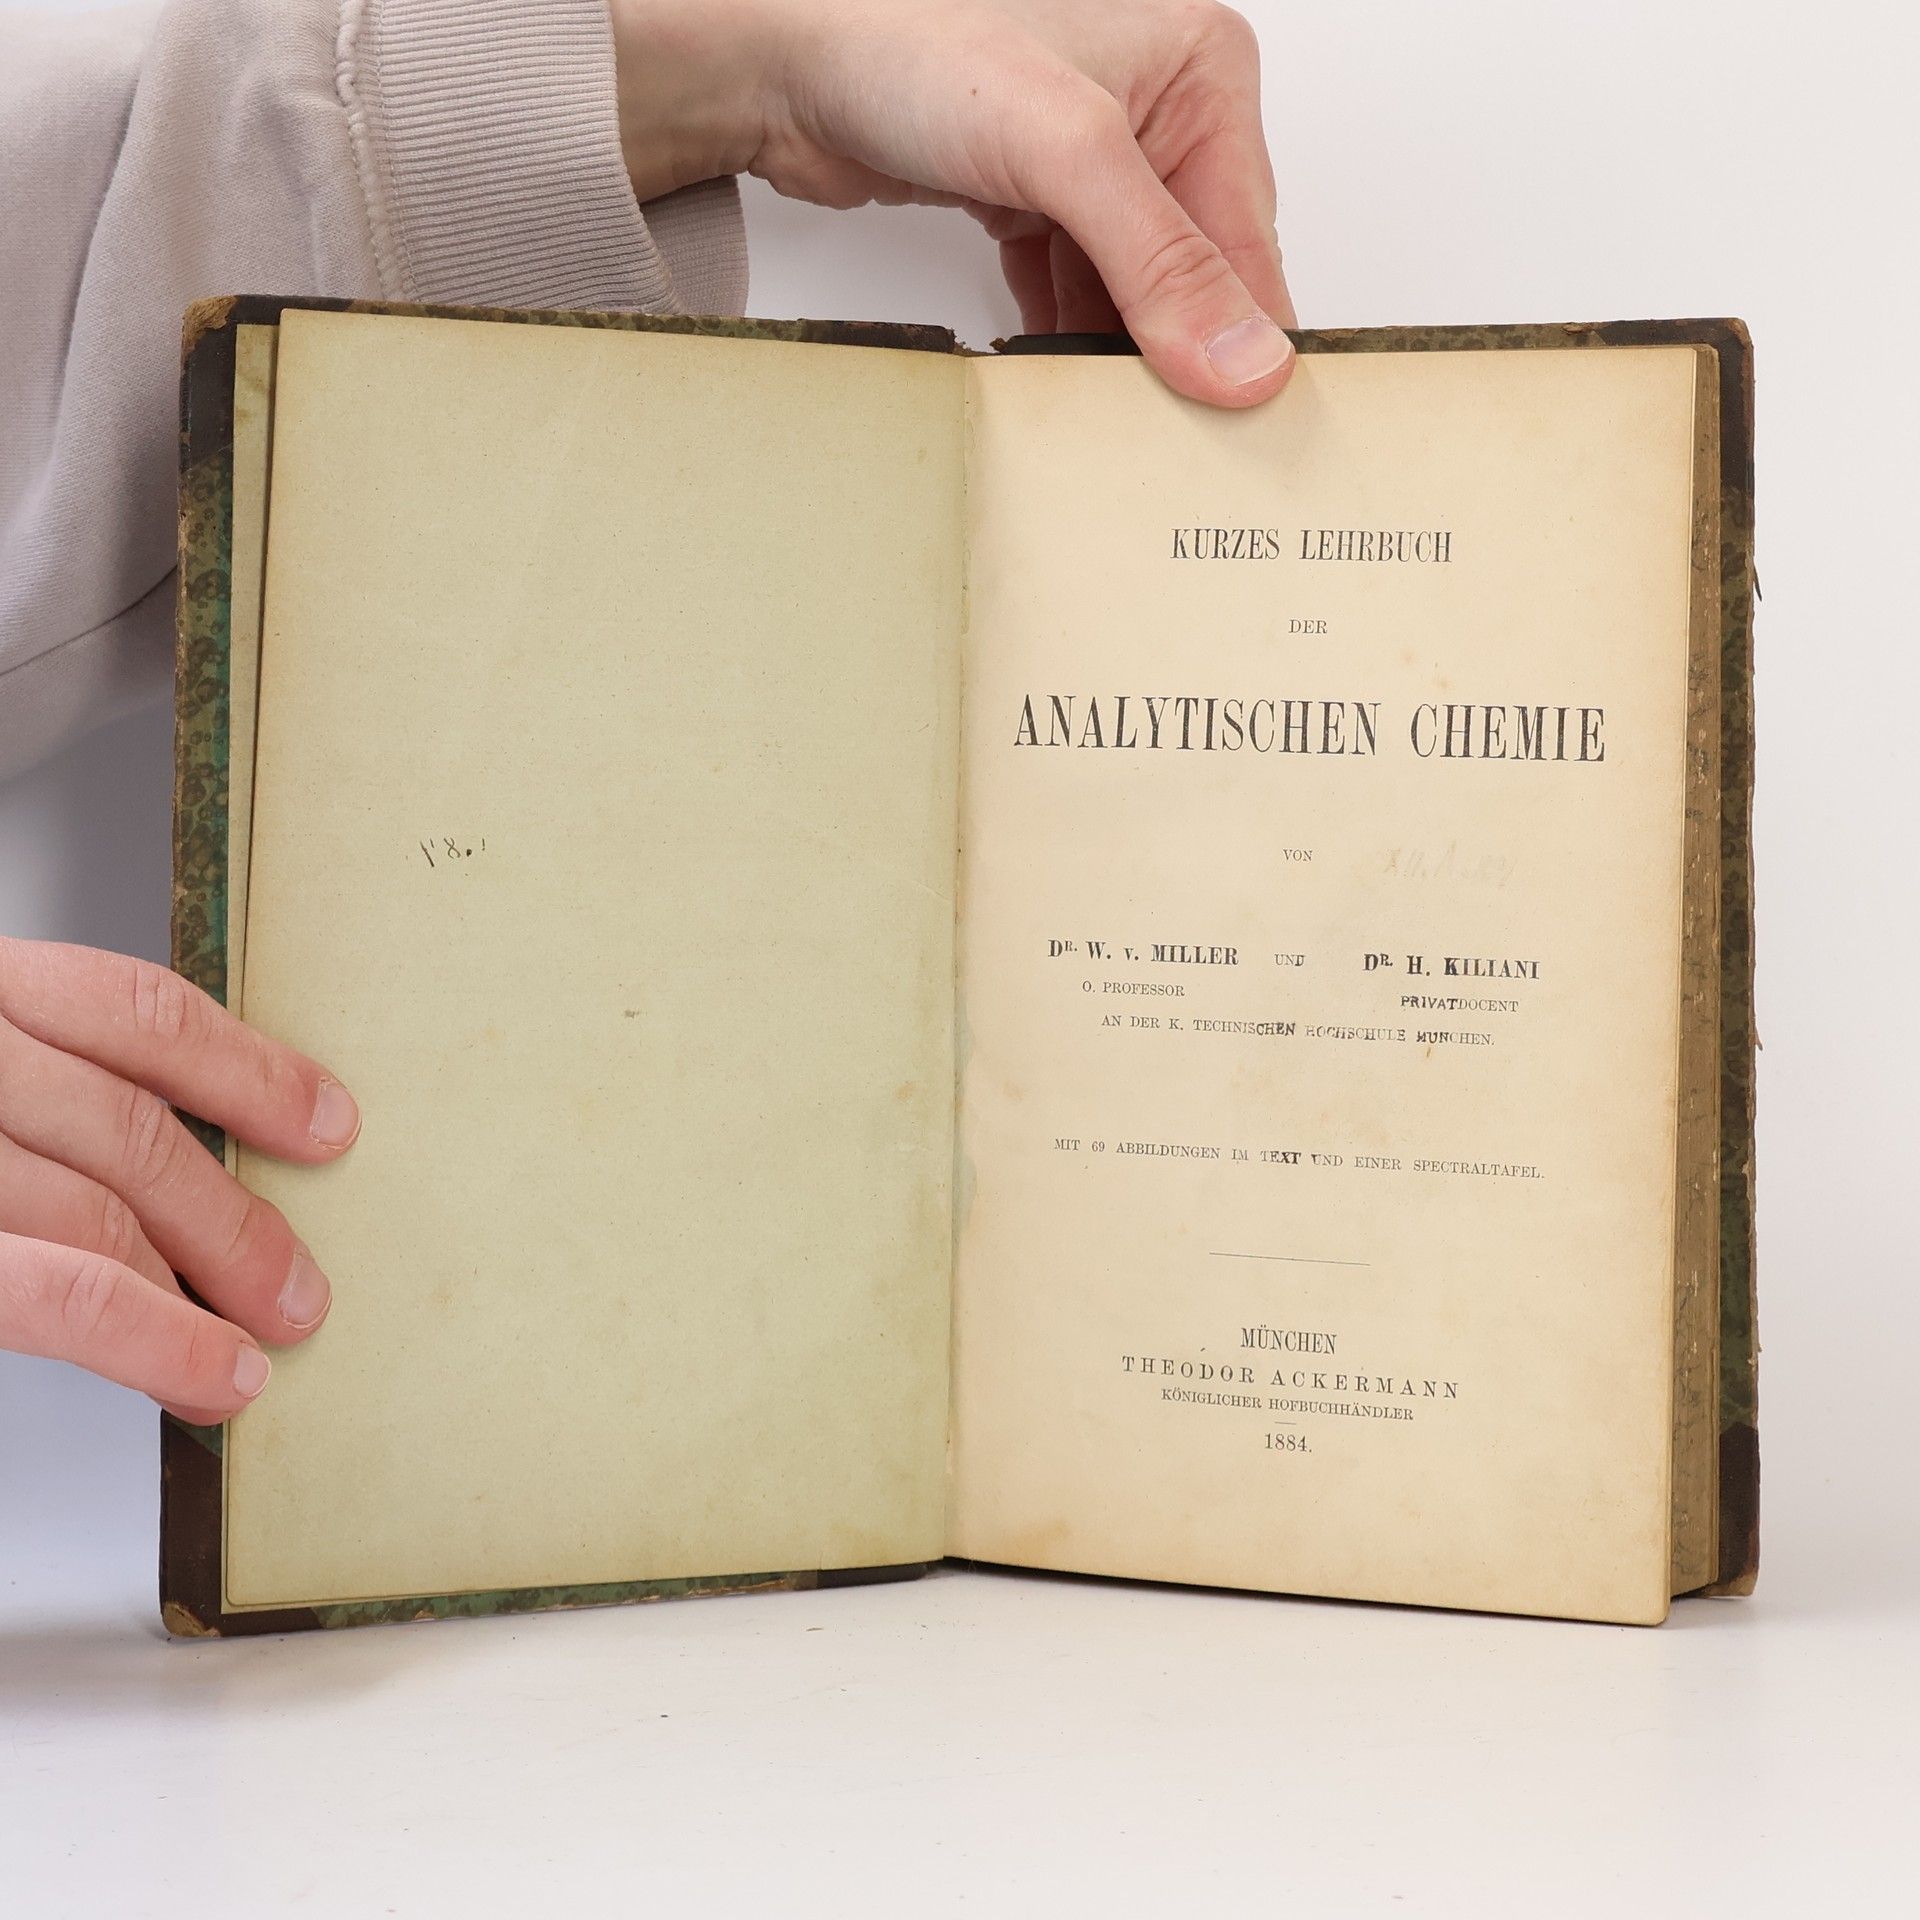 KURZES LEHRBUCH
DER
ANALYTISCHEN CHEMIE
VON
DR. W. v. MILLER UND DR. H. KILIANI
O. PROFESSOR PRIVATDOCENT
AN DER K. TECHNISCHEN HOCHSCHULE MÜNCHEN.
MIT 69 ABBILDUNGEN IM TEXT UND EINER SPECTRALTAFEL.
MÜNCHEN
THEODOR ACKERMANN
KÖNIGLICHER HOFBUCHHÄNDLER
1884.